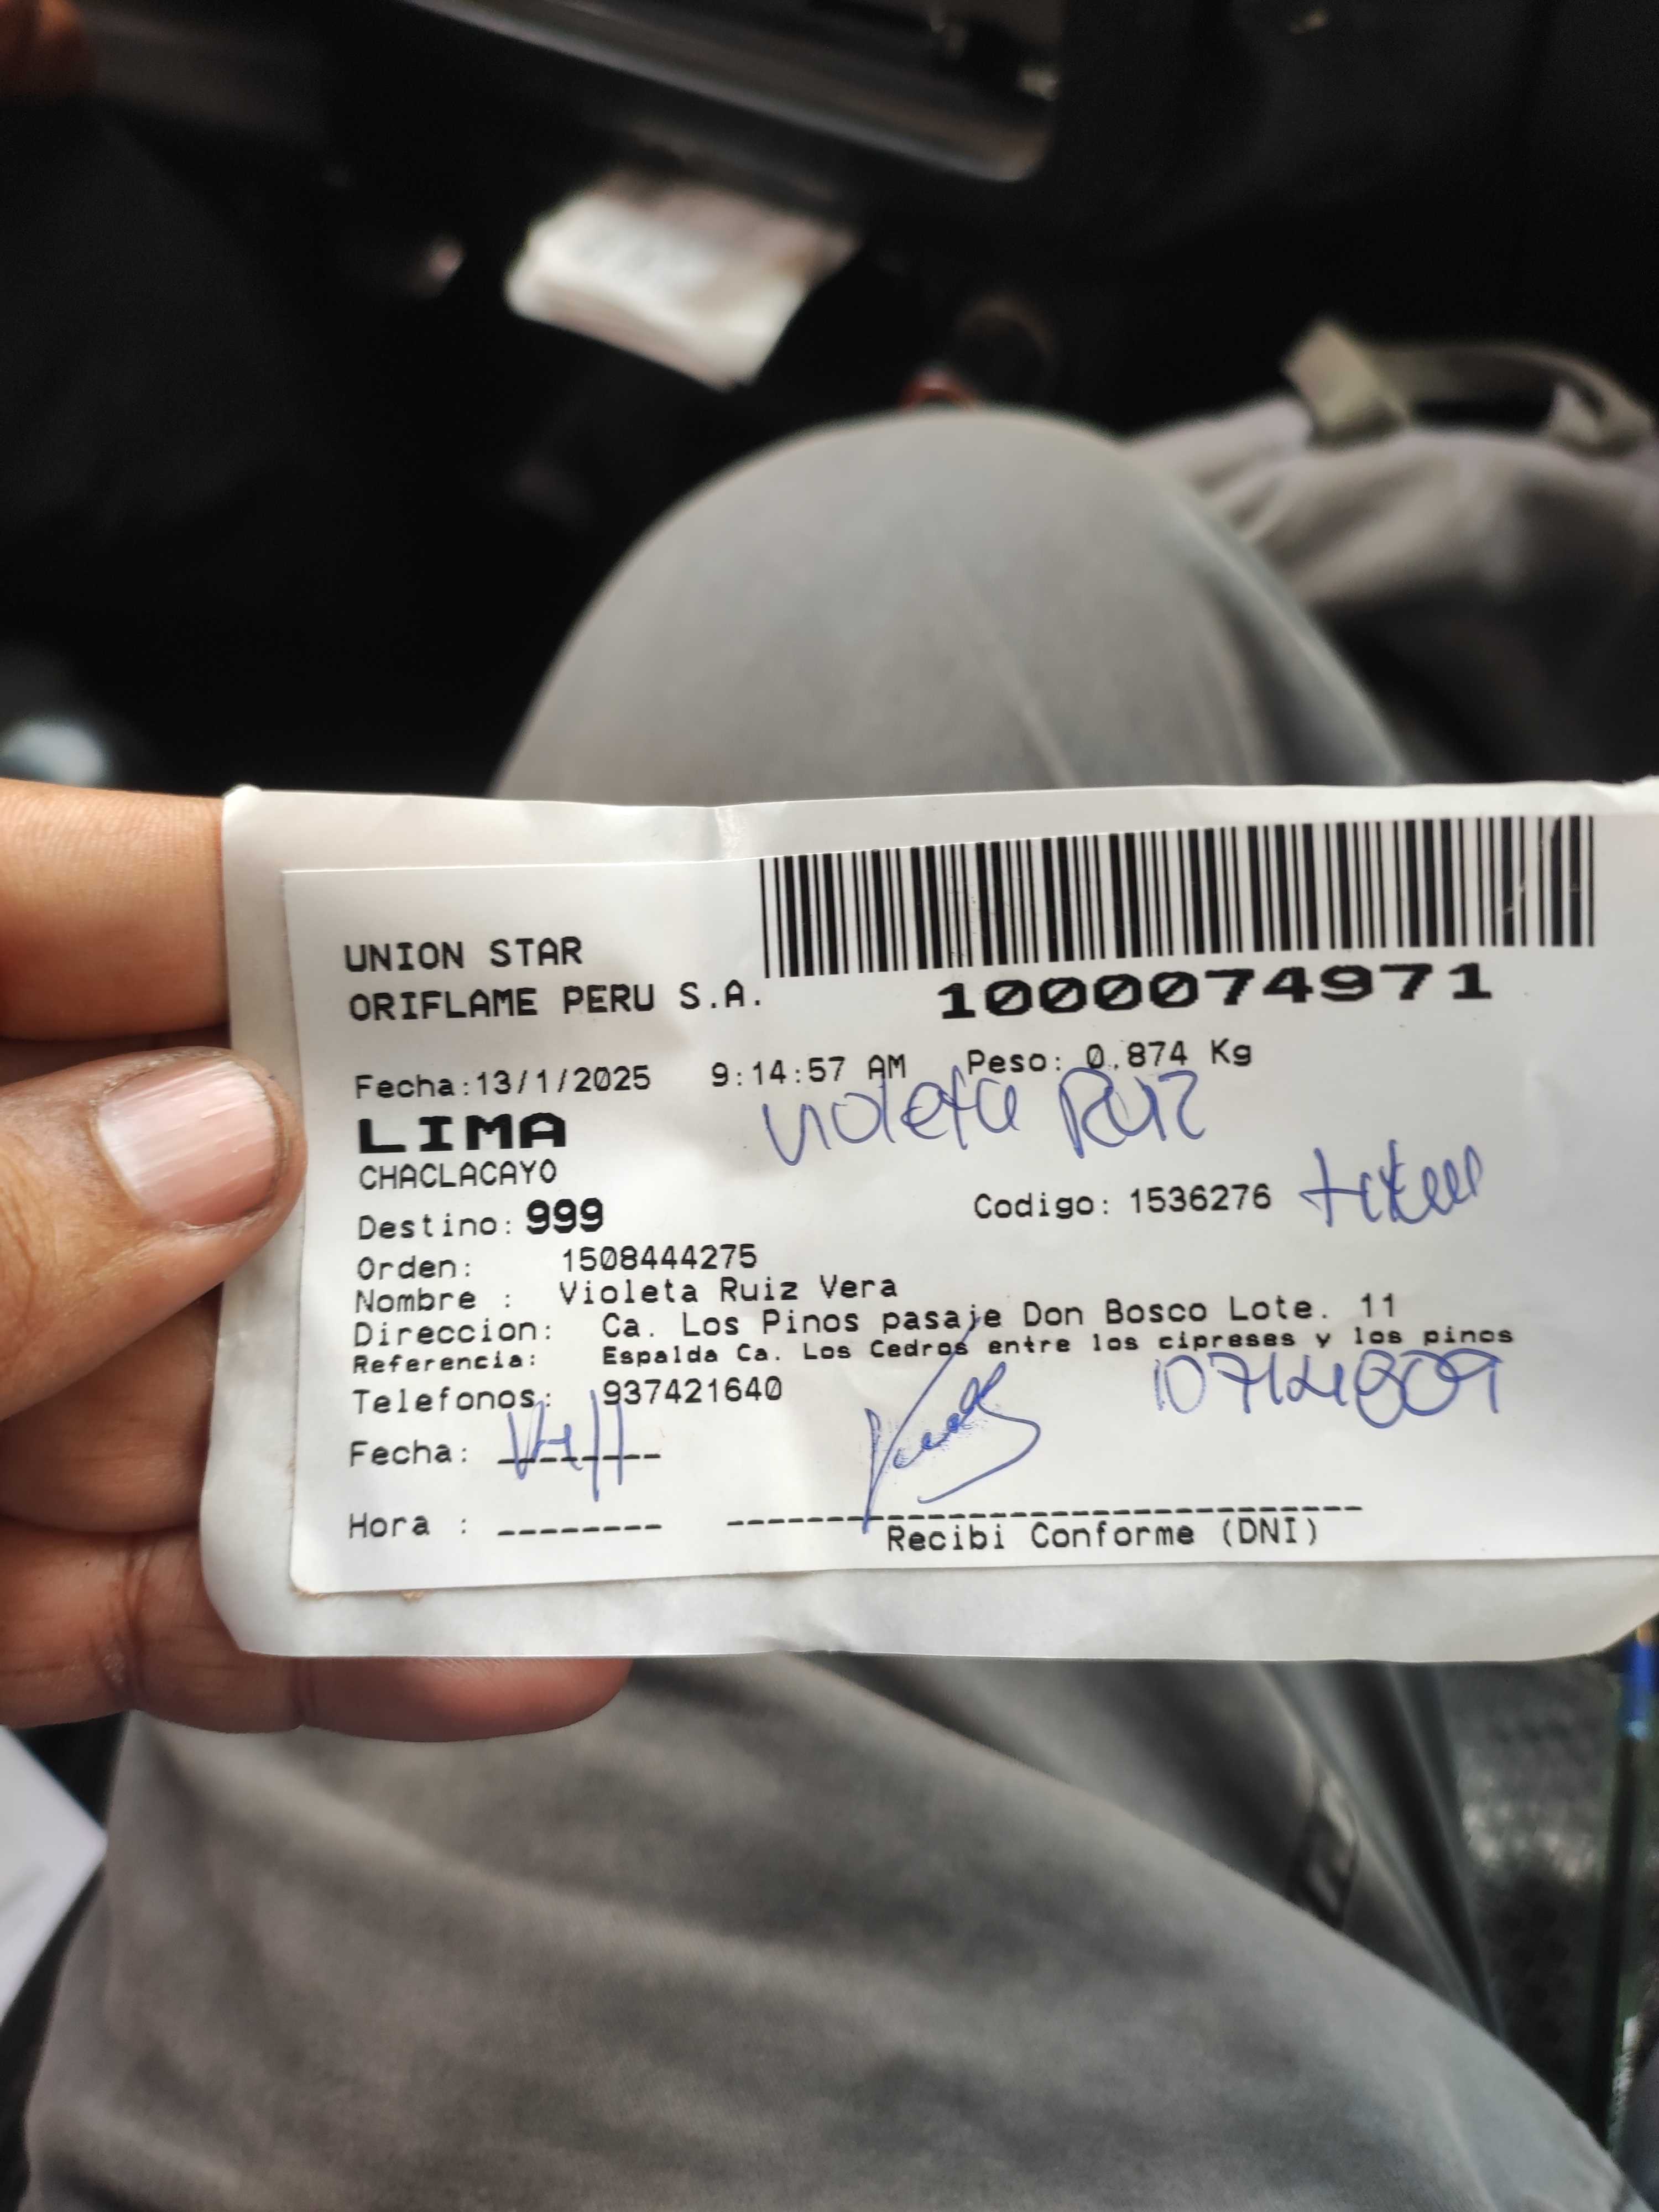 UNION STAR
ORIFLAME PERU S.A.
1000074971
Fecha:13/1/2025 9:14:57 AM Peso: 0.874 Kg
LIMA
Violeta Ruiz
CHACLACAYO
Destino: 999
Codigo: 1536276
Orden: 1508444275
Nombre : Violeta Ruiz Vera
Direccion: Ca. Los Pinos pasaje Don Bosco Lote. 11
Referencia: Espalda Ca. Los Cedros entre los cipreses y los pinos
Telefonos: 937421640
Fecha:
Hora :
Recibi Conforme (DNI)